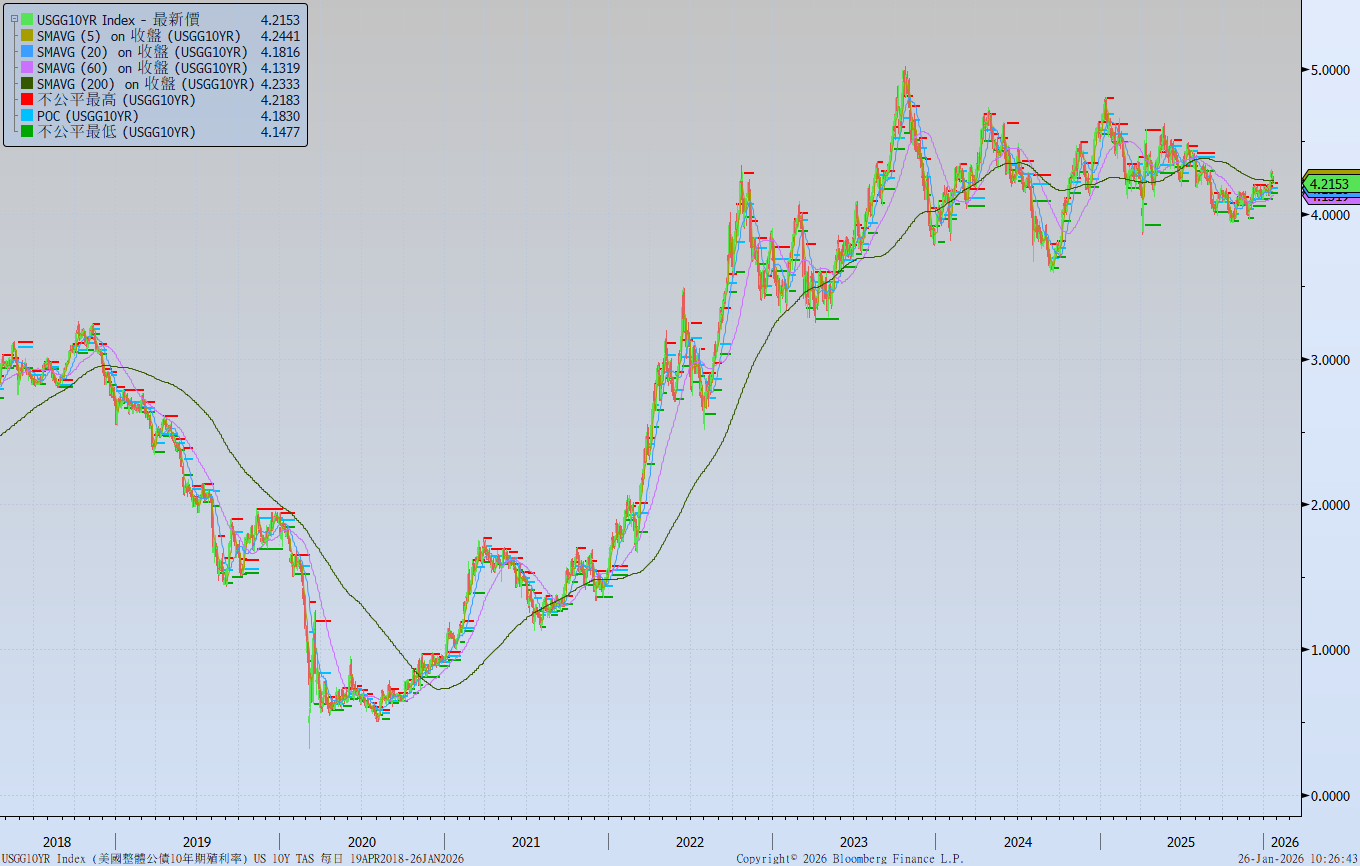 USGG10YR Index - 最新價 4.2153
SMAVG (5) on 收盤 (USGG10YR) 4.2441
SMAVG (20) on 收盤 (USGG10YR) 4.1816
SMAVG (60) on 收盤 (USGG10YR) 4.1319
SMAVG (200) on 收盤 (USGG10YR) 4.2333
不公平最高 (USGG10YR) 4.2183
POC (USGG10YR) 4.1830
不公平最低 (USGG10YR) 4.1477
5.0000
4.2153
4.1319
4.0000
3.0000
2.0000
1.0000
0.0000
2018 2019 2020 2021 2022 2023 2024 2025 2026
USGG10YR Index (美國整體公債10年期殖利率) US 10Y TAS 每日 19APR2018-26JAN2026 Copyright© 2026 Bloomberg Finance L.P. 26-Jan-2026 10:26:43